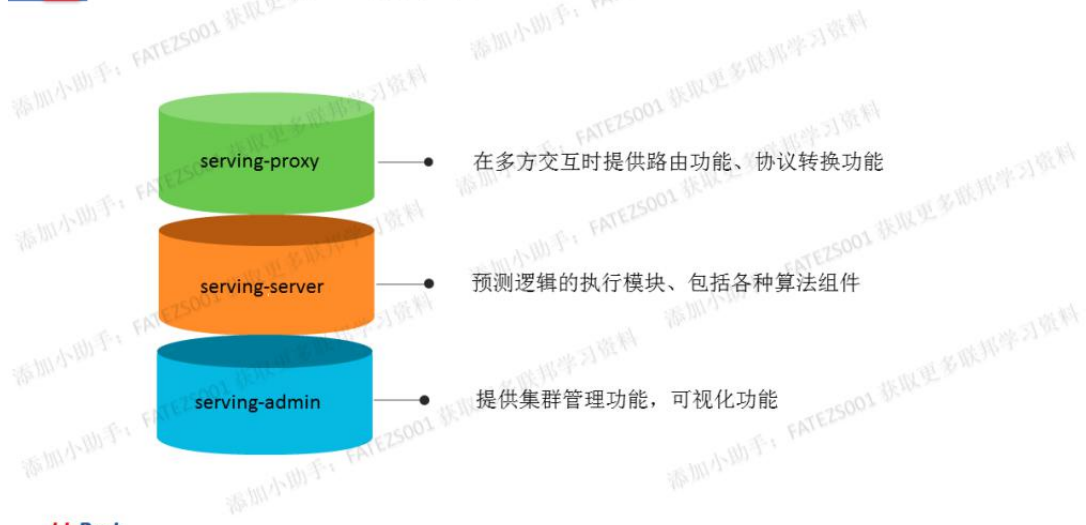 serving-proxy
在多方交互时提供路由功能、协议转换功能
serving-server
预测逻辑的执行模块、包括各种算法组件
serving-admin
提供集群管理功能，可视化功能
添加小助手：FATEZS001 获取更多联邦学习资料